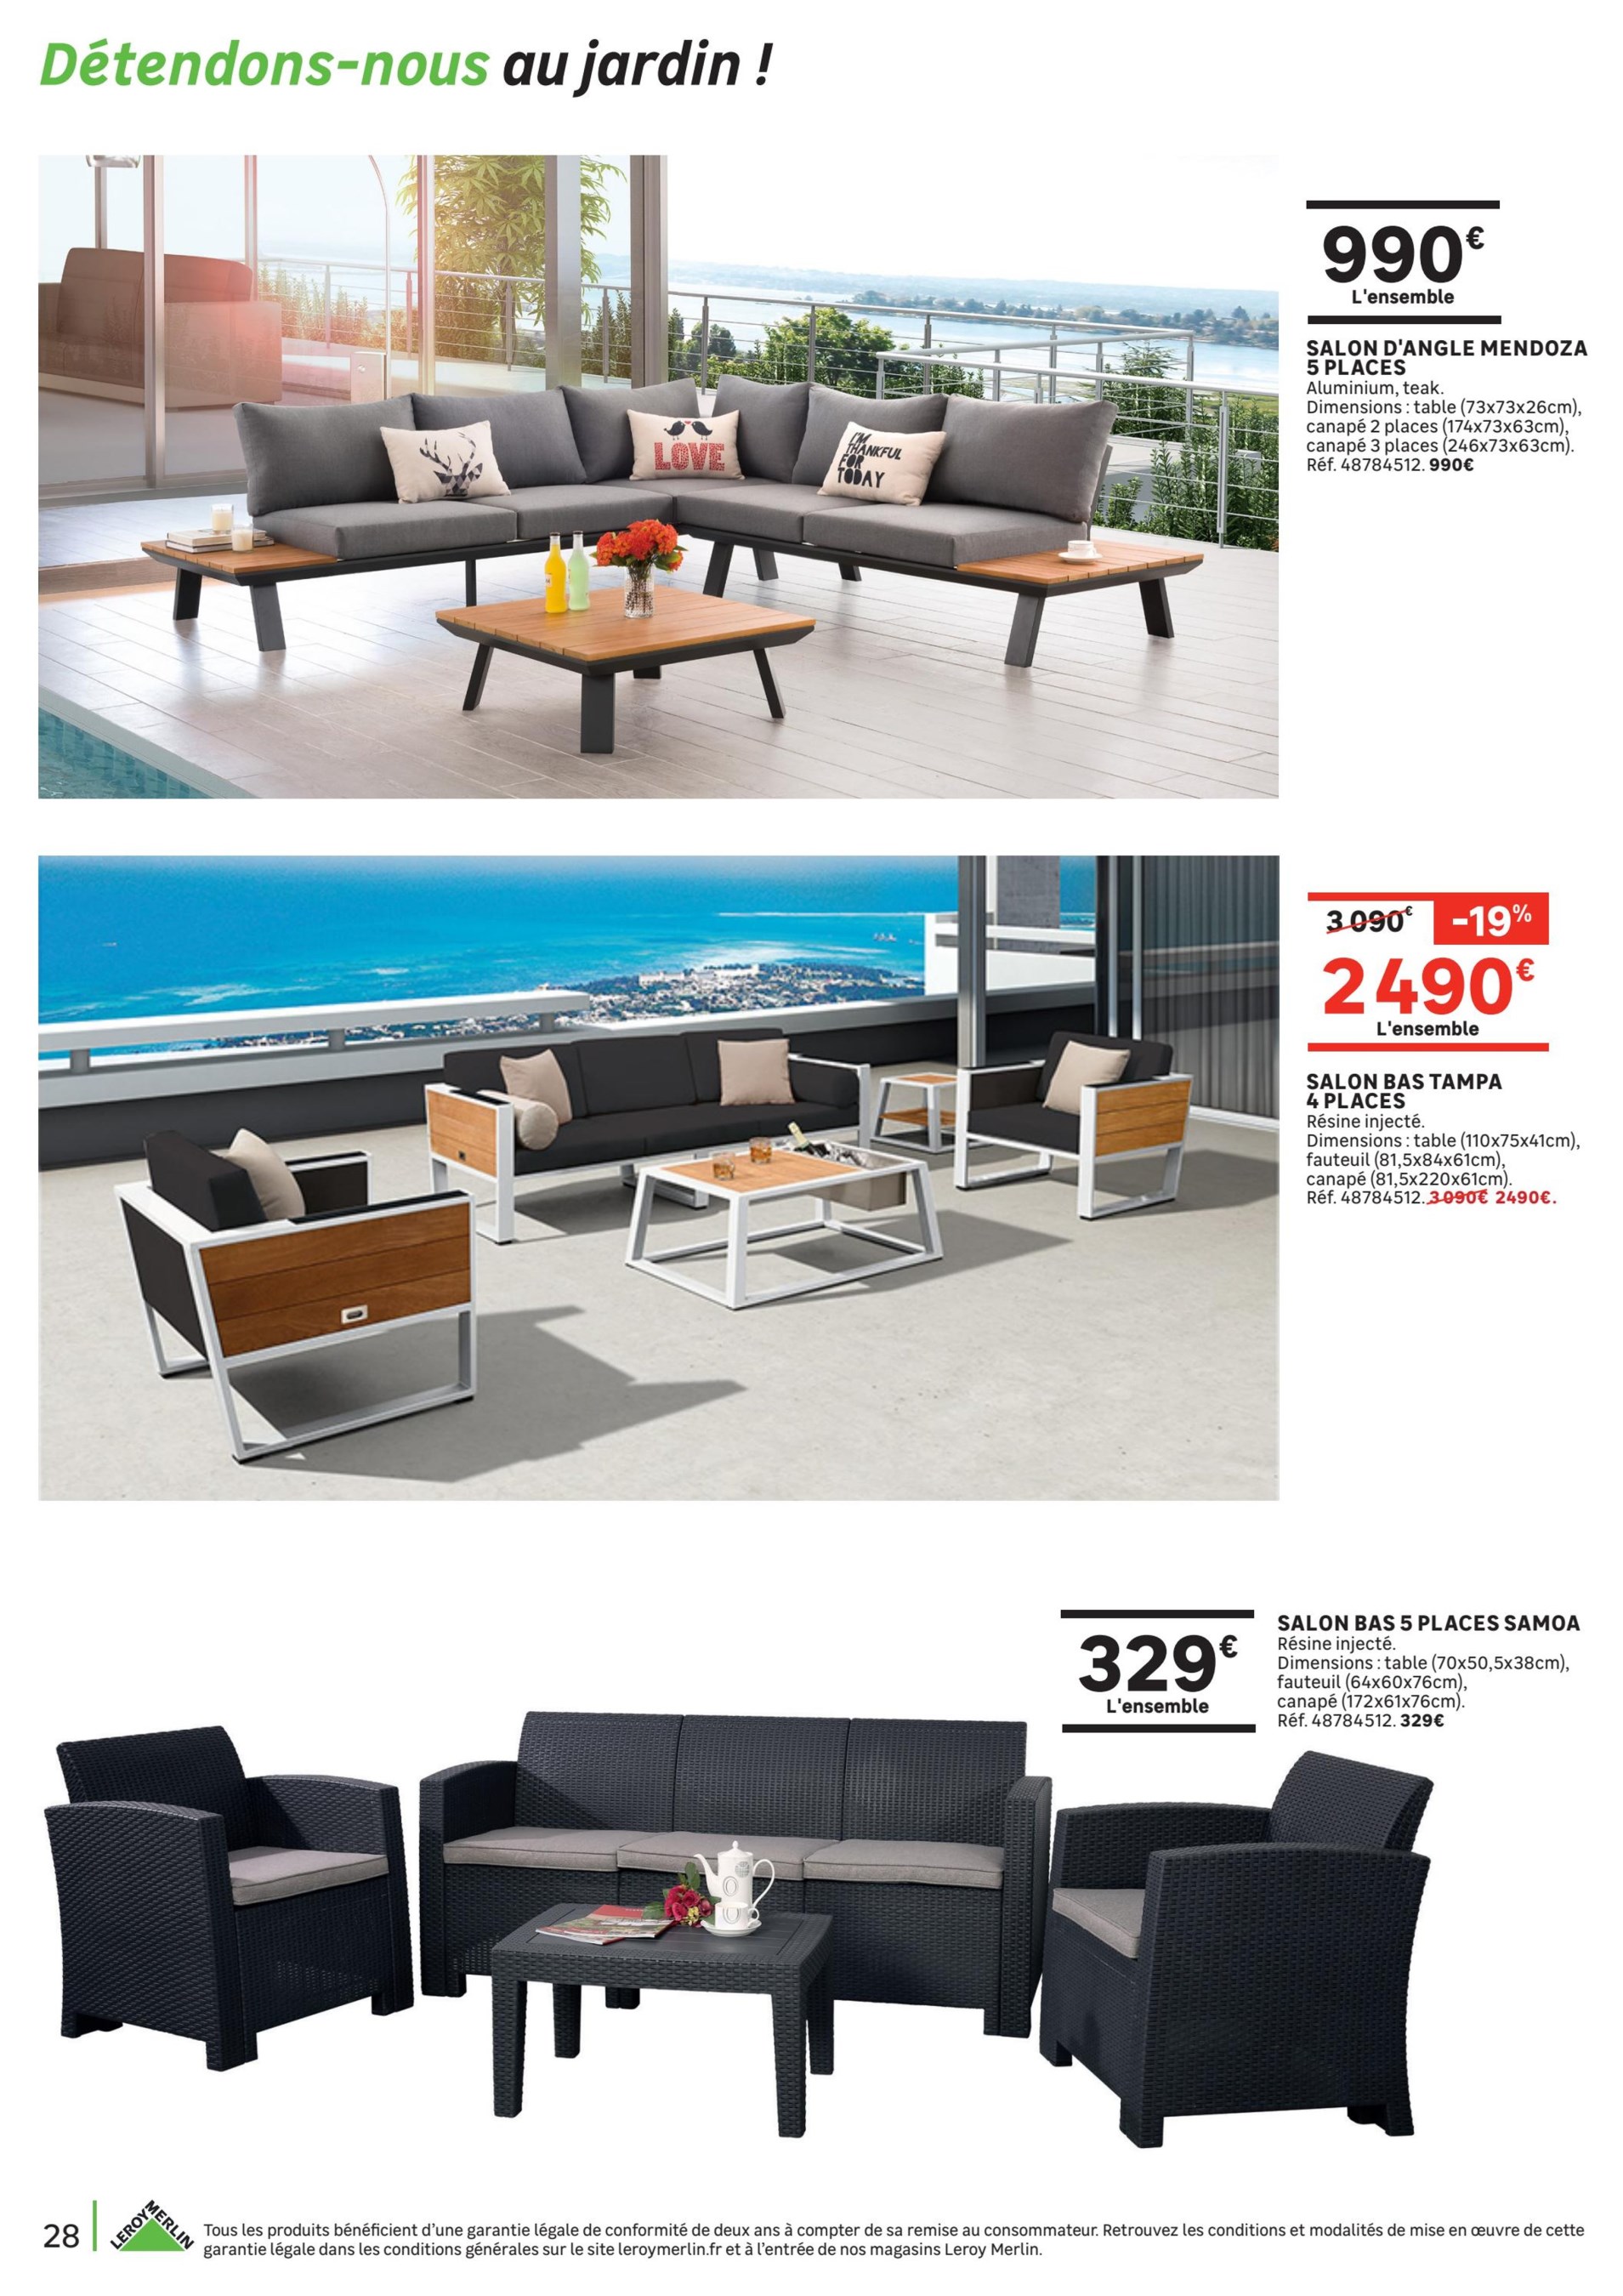 Détendons-nous au jardin !
LOVE
I'M
THANKFUL
FOR
TODAY
990€
L'ensemble
SALON D'ANGLE MENDOZA
5 PLACES
Aluminium, teak.
Dimensions : table (73x73x26cm),
canapé 2 places (174x73x63cm),
canapé 3 places (246x73x63cm).
Réf. 48784512. 990€
3 090€ -19%
2 490€
L'ensemble
SALON BAS TAMPA
4 PLACES
Résine injecté.
Dimensions : table (110x75x41cm),
fauteuil (81,5x84x61cm),
canapé (81,5x220x61cm).
Réf. 48784512. 3 090€ 2490€.
329€
L'ensemble
SALON BAS 5 PLACES SAMOA
Résine injecté.
Dimensions : table (70x50,5x38cm),
fauteuil (64x60x76cm),
canapé (172x61x76cm).
Réf. 48784512. 329€
28
LEROY MERLIN
Tous les produits bénéficient d'une garantie légale de conformité de deux ans à compter de sa remise au consommateur. Retrouvez les conditions et modalités de mise en œuvre de cette
garantie légale dans les conditions générales sur le site leroymerlin.fr et à l'entrée de nos magasins Leroy Merlin.